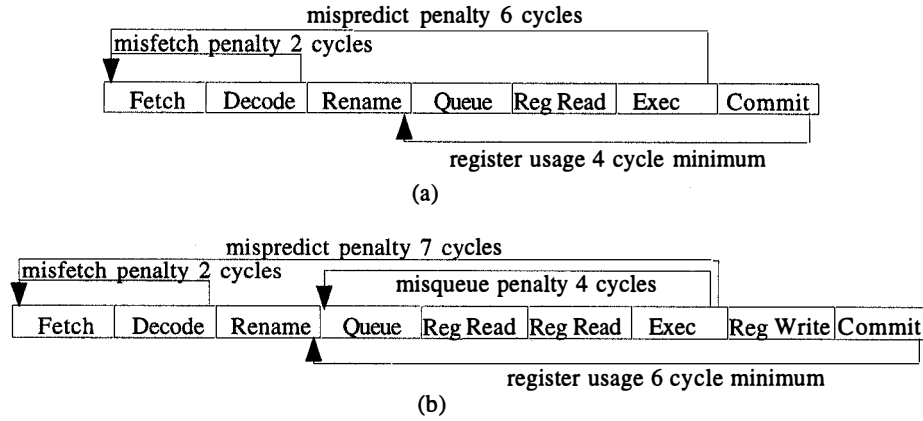 mispredict penalty 6 cycles
misfetch penalty 2 cycles
Fetch Decode Rename Queue Reg Read Exec Commit
register usage 4 cycle minimum
(a)
mispredict penalty 7 cycles
misfetch penalty 2 cycles
misqueue penalty 4 cycles
Fetch Decode Rename Queue Reg Read Reg Read Exec Reg Write Commit
register usage 6 cycle minimum
(b)